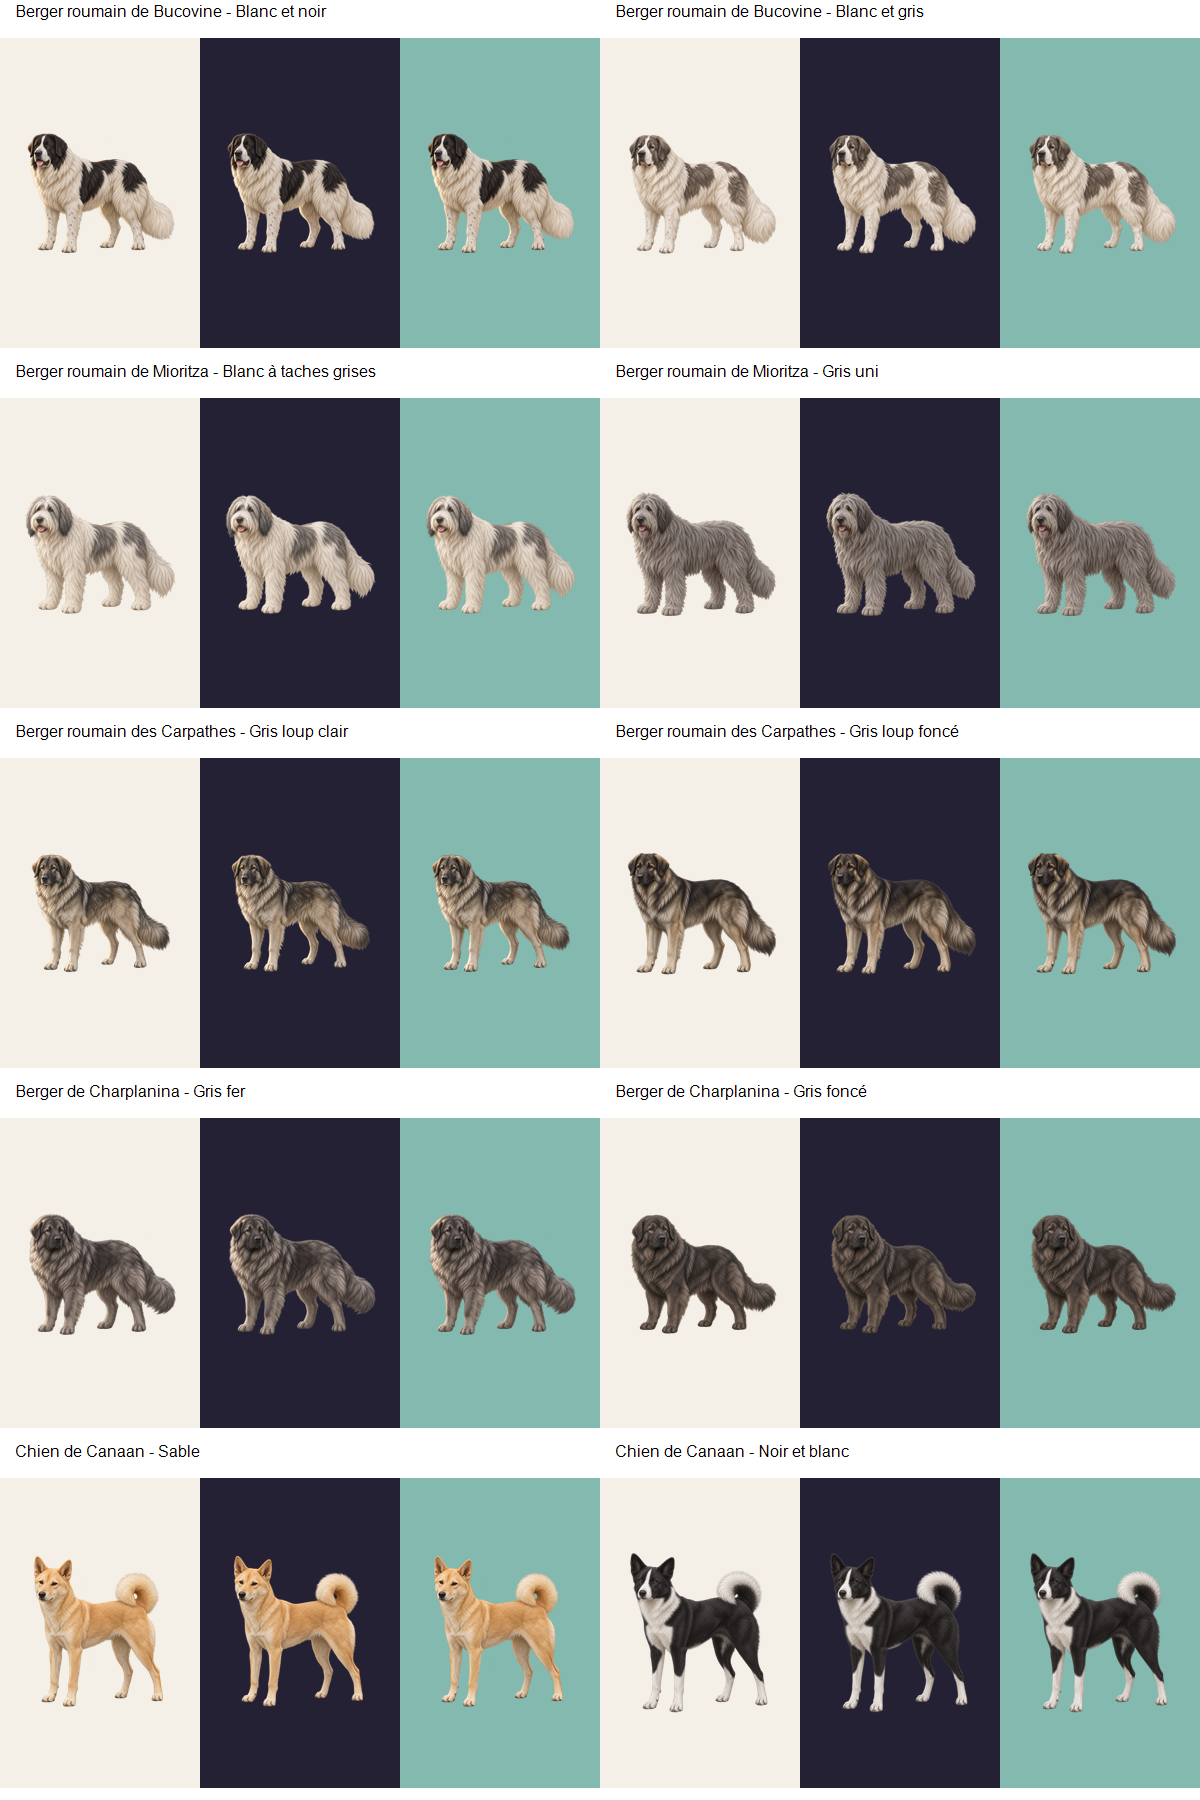 Berger roumain de Bucovine - Blanc et noir
Berger roumain de Bucovine - Blanc et gris
Berger roumain de Mioritza - Blanc à taches grises
Berger roumain de Mioritza - Gris uni
Berger roumain des Carpathes - Gris loup clair
Berger roumain des Carpathes - Gris loup foncé
Berger de Charplanina - Gris fer
Berger de Charplanina - Gris foncé
Chien de Canaan - Sable
Chien de Canaan - Noir et blanc